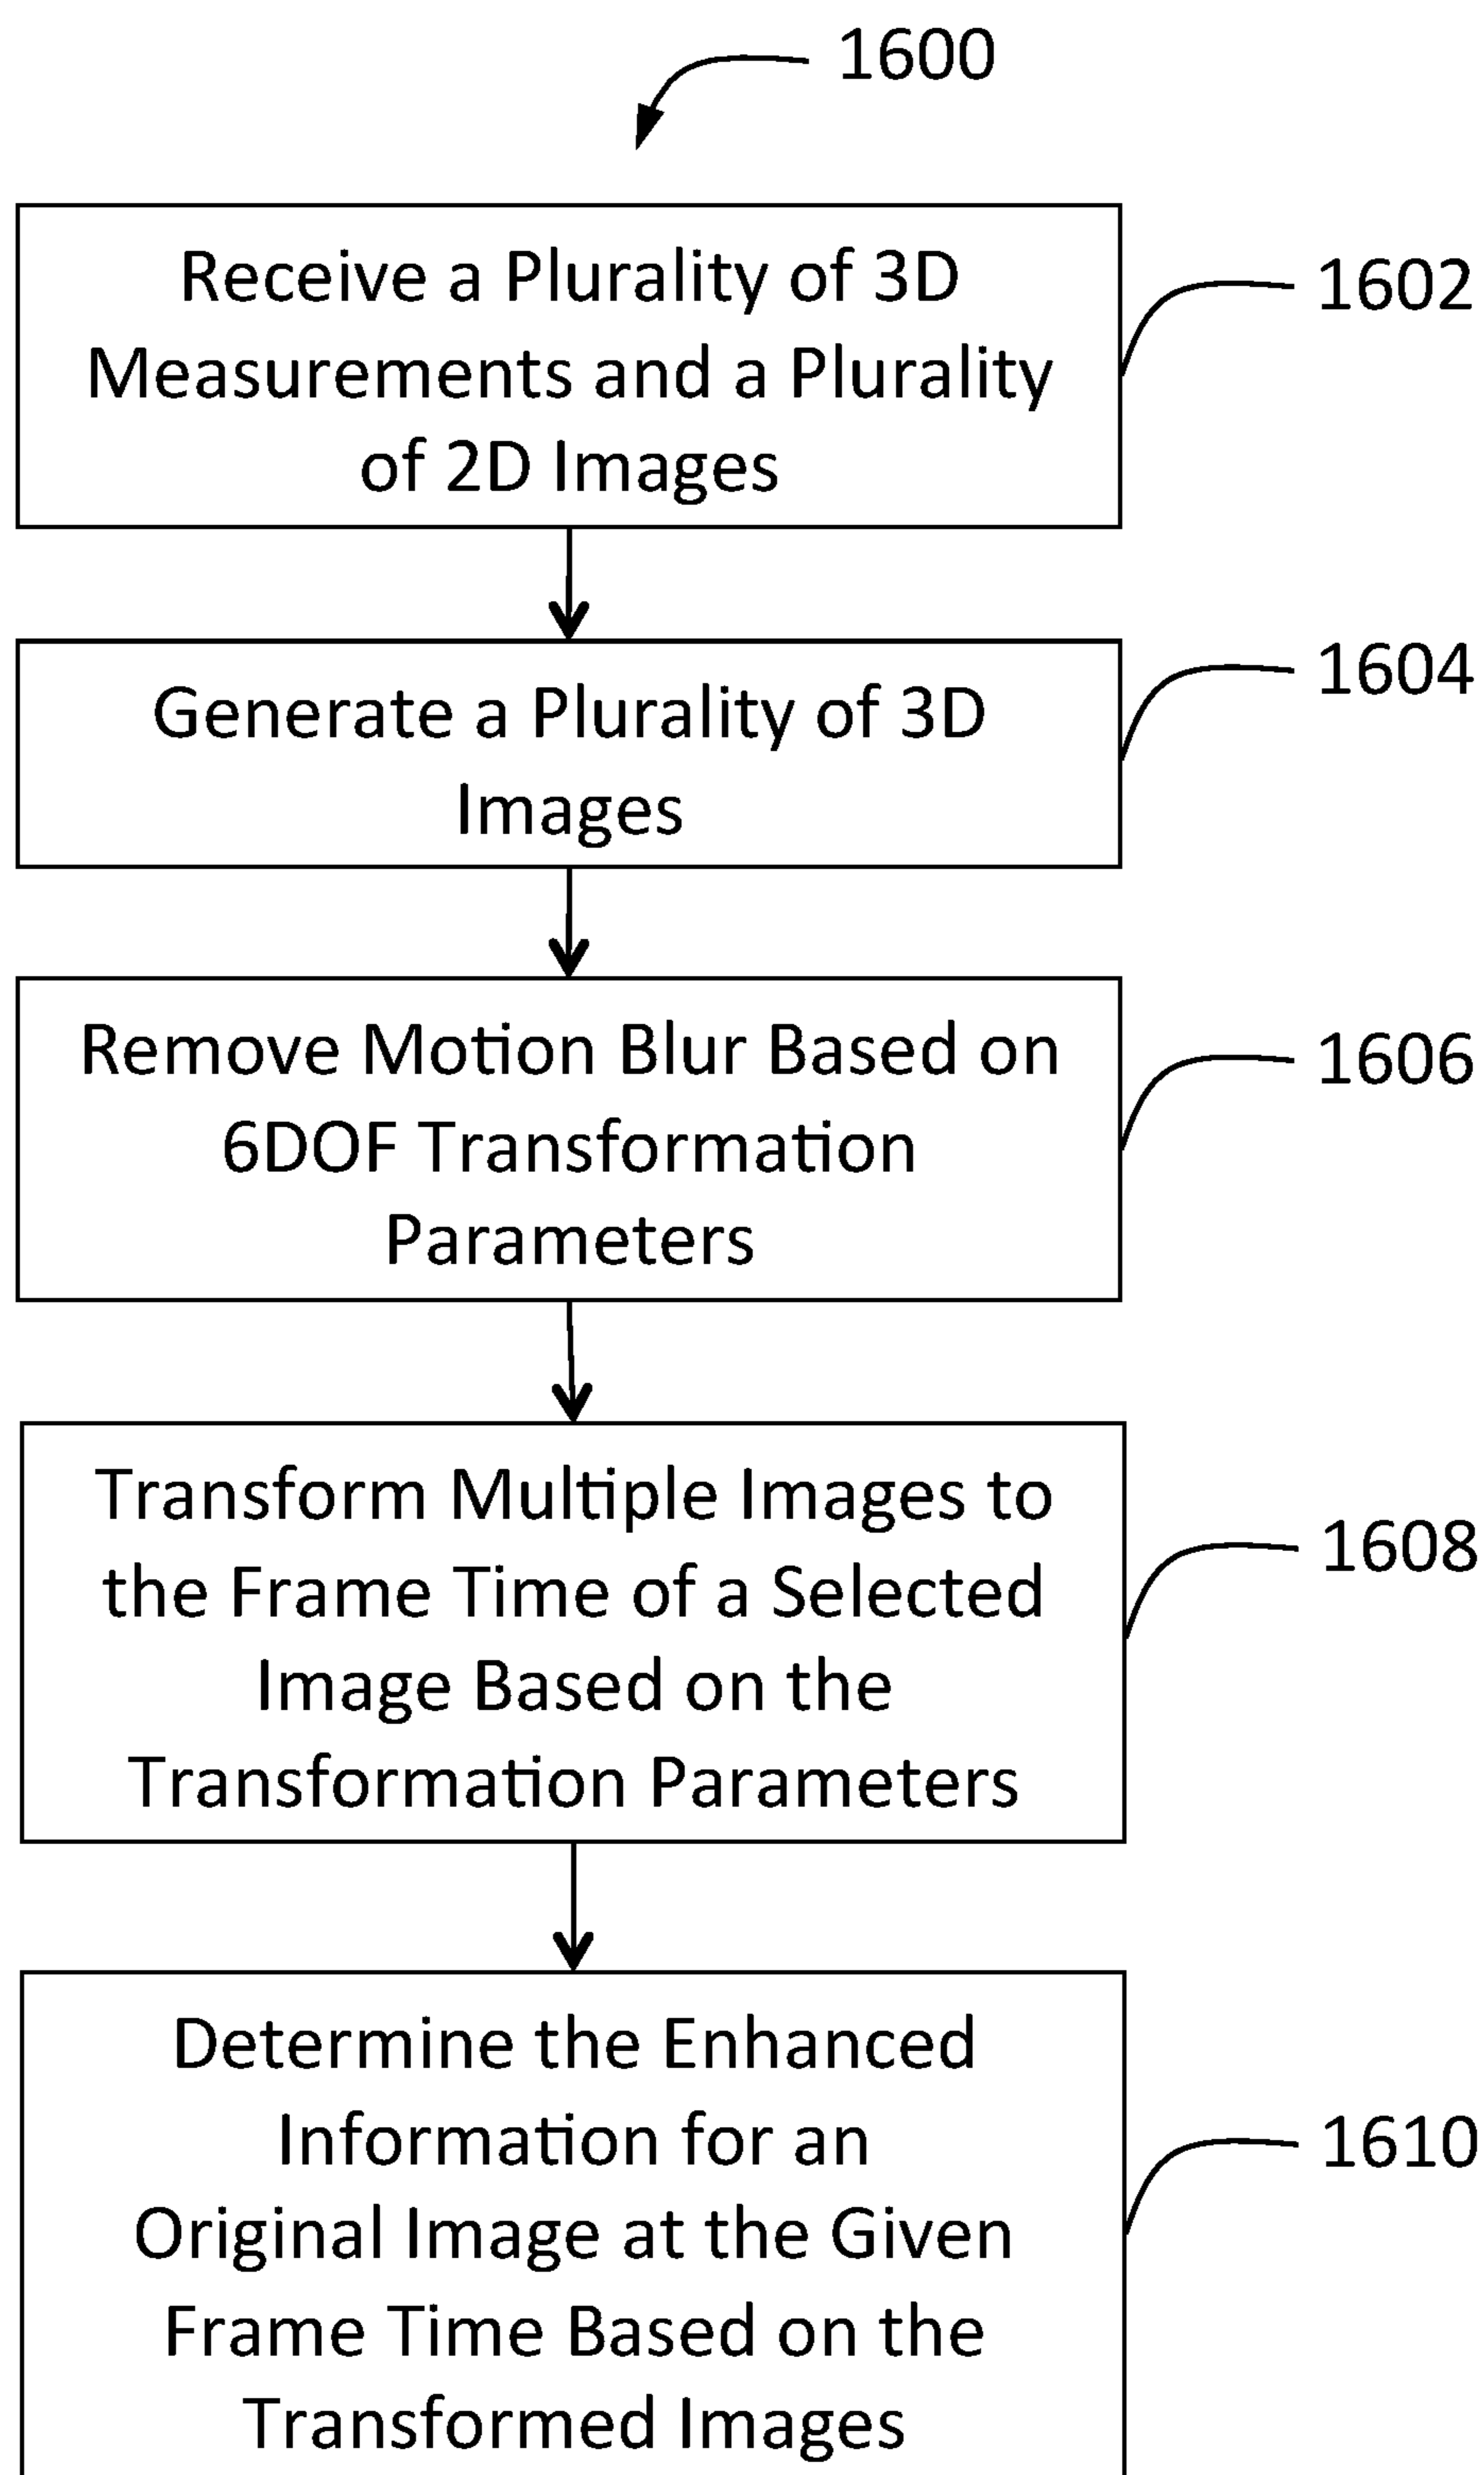 1600
Receive a Plurality of 3D
Measurements and a Plurality
of 2D Images
1602
Generate a Plurality of 3D
Images
1604
Remove Motion Blur Based on
6DOF Transformation
Parameters
1606
Transform Multiple Images to
the Frame Time of a Selected
Image Based on the
Transformation Parameters
1608
Determine the Enhanced
Information for an
Original Image at the Given
Frame Time Based on the
Transformed Images
1610